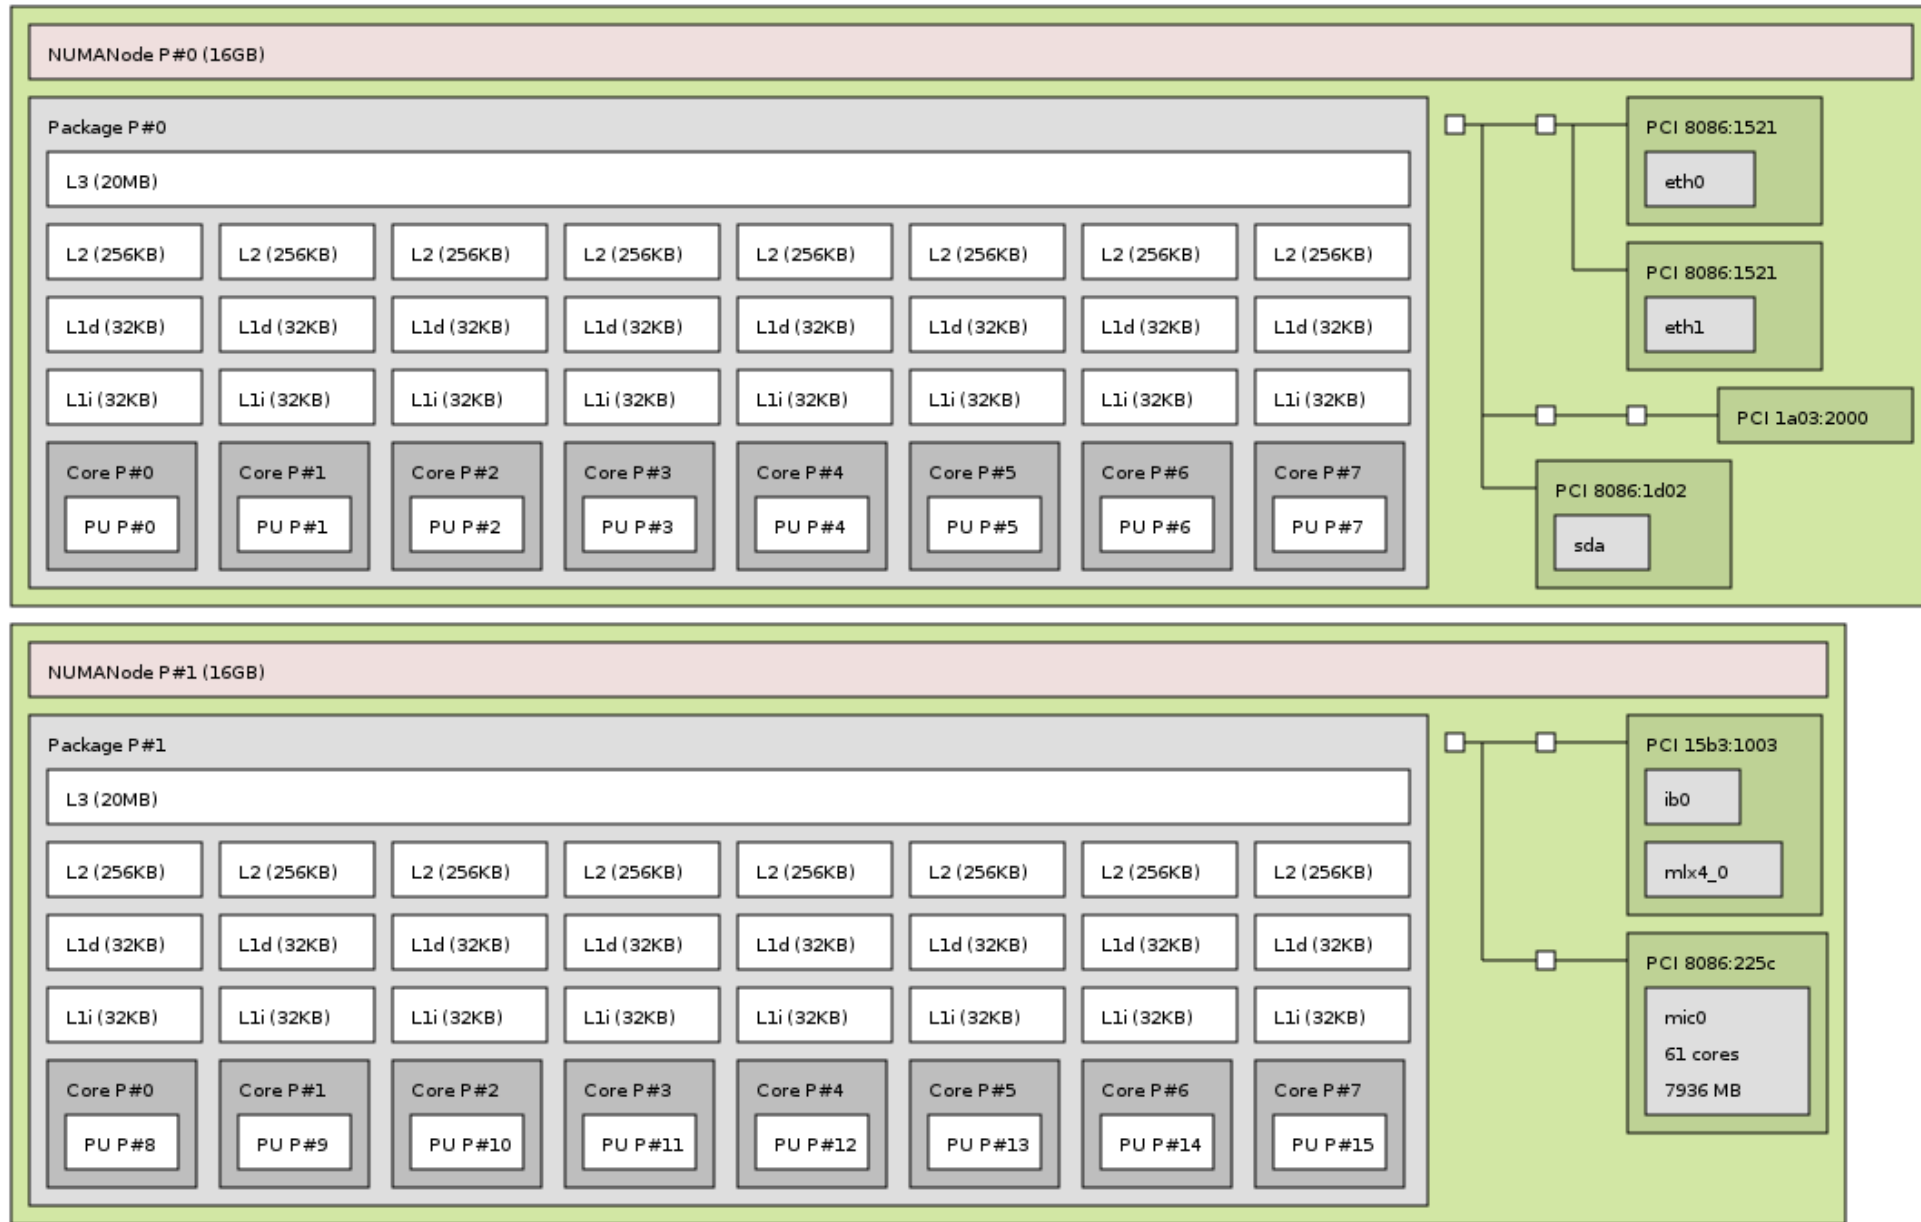 NUMANode P#0 (16GB)
Package P#0
L3 (20MB)
L2 (256KB) L2 (256KB) L2 (256KB) L2 (256KB) L2 (256KB) L2 (256KB) L2 (256KB) L2 (256KB)
L1d (32KB) L1d (32KB) L1d (32KB) L1d (32KB) L1d (32KB) L1d (32KB) L1d (32KB) L1d (32KB)
L1i (32KB) L1i (32KB) L1i (32KB) L1i (32KB) L1i (32KB) L1i (32KB) L1i (32KB) L1i (32KB)
Core P#0 Core P#1 Core P#2 Core P#3 Core P#4 Core P#5 Core P#6 Core P#7
PU P#0 PU P#1 PU P#2 PU P#3 PU P#4 PU P#5 PU P#6 PU P#7
PCI 8086:1521
eth0
PCI 8086:1521
eth1
PCI 1a03:2000
PCI 8086:1d02
sda
NUMANode P#1 (16GB)
Package P#1
L3 (20MB)
L2 (256KB) L2 (256KB) L2 (256KB) L2 (256KB) L2 (256KB) L2 (256KB) L2 (256KB) L2 (256KB)
L1d (32KB) L1d (32KB) L1d (32KB) L1d (32KB) L1d (32KB) L1d (32KB) L1d (32KB) L1d (32KB)
L1i (32KB) L1i (32KB) L1i (32KB) L1i (32KB) L1i (32KB) L1i (32KB) L1i (32KB) L1i (32KB)
Core P#0 Core P#1 Core P#2 Core P#3 Core P#4 Core P#5 Core P#6 Core P#7
PU P#8 PU P#9 PU P#10 PU P#11 PU P#12 PU P#13 PU P#14 PU P#15
PCI 15b3:1003
ib0
mlx4_0
PCI 8086:225c
mic0
61 cores
7936 MB